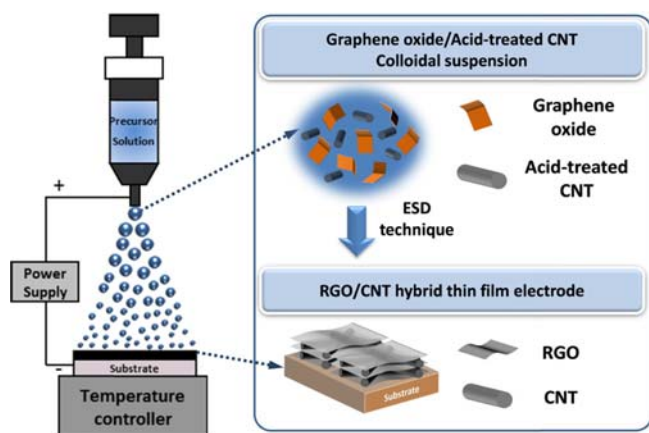 Precursor
Solution
+
Power
Supply
-
Substrate
Temperature
controller
Graphene oxide/Acid-treated CNT
Colloidal suspension
Graphene
oxide
Acid-treated
CNT
ESD
technique
RGO/CNT hybrid thin film electrode
Substrate
RGO
CNT